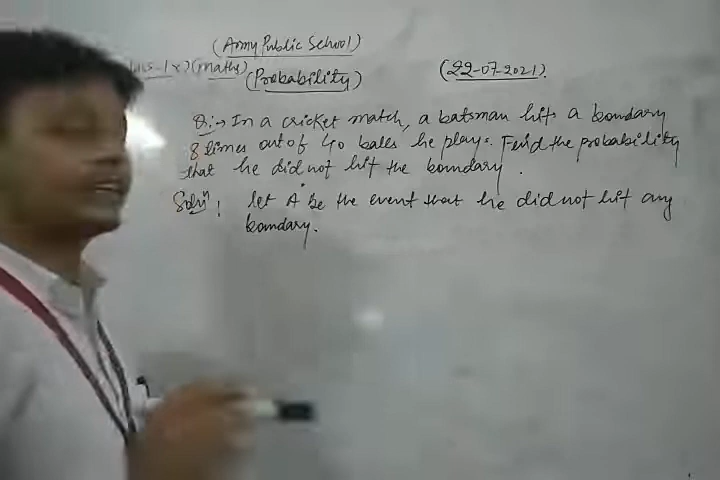 (Army Public School)
(Maths)
(Probability)
(22-07-2021).
Q:→ In a cricket match, a batsman hits a boundary
8 times out of 40 balls he plays. Find the probability
that he did not hit the boundary.
Solnⁿ: let A be the event that he did not hit any
boundary.